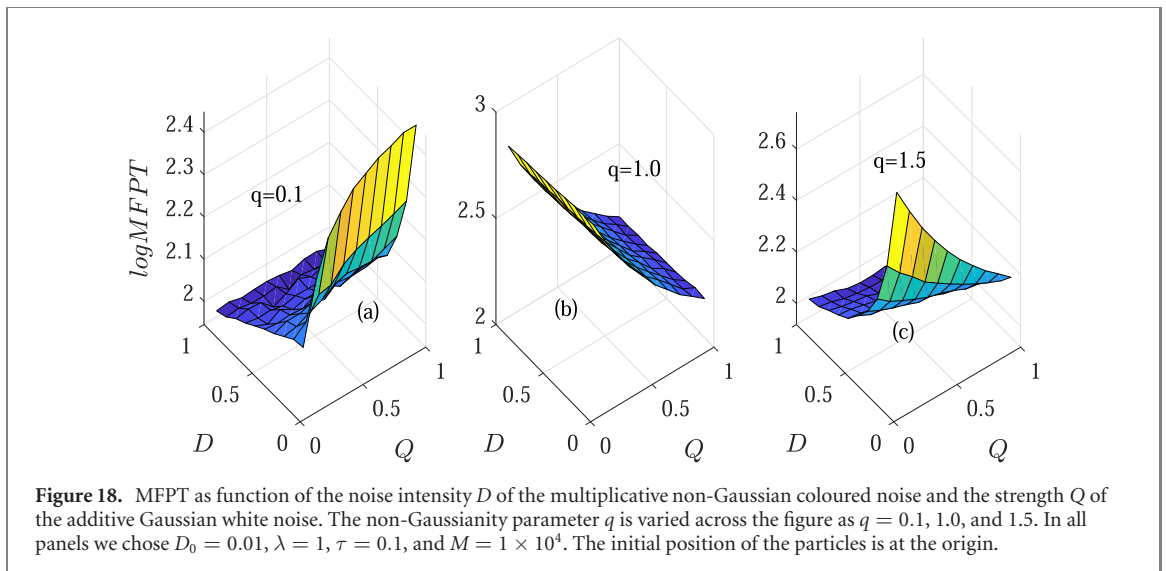 2.4
2.3
2.2
2.1
2
logMFPT
q=0.1
(a)
1
0.5
0
D
0
0.5
1
Q
3
2.5
2
q=1.0
(b)
1
0.5
0
D
0
0.5
1
Q
2.6
2.4
2.2
2
q=1.5
(c)
1
0.5
0
D
0
0.5
1
Q
Figure 18. MFPT as function of the noise intensity D of the multiplicative non-Gaussian coloured noise and the strength Q of
the additive Gaussian white noise. The non-Gaussianity parameter q is varied across the figure as q = 0.1, 1.0, and 1.5. In all
panels we chose D₀ = 0.01, λ = 1, τ = 0.1, and M = 1 × 10⁴. The initial position of the particles is at the origin.